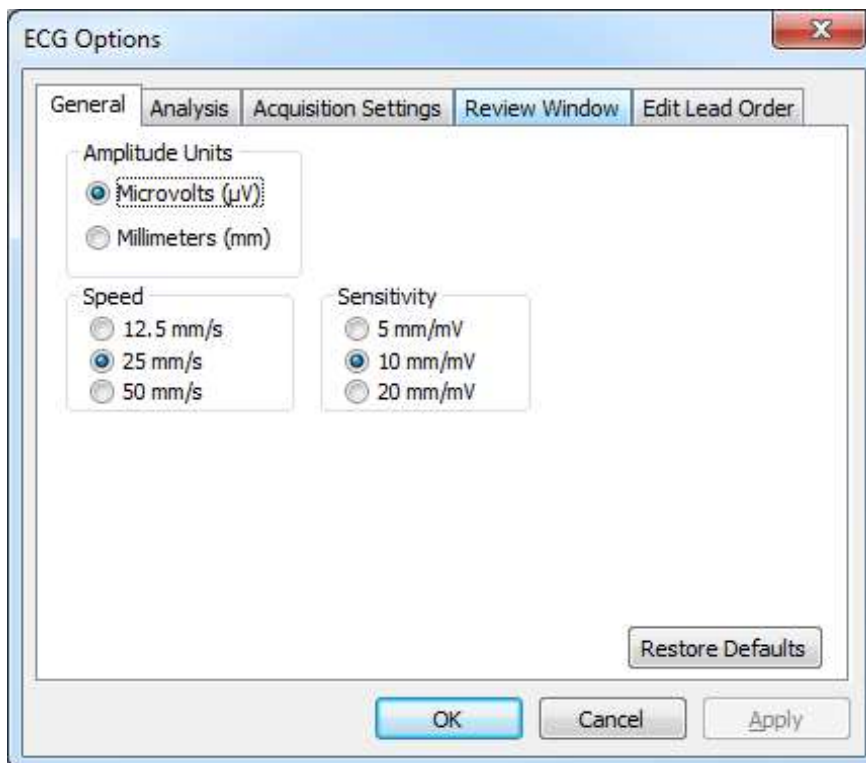 ECG Options
General Analysis Acquisition Settings Review Window Edit Lead Order
Amplitude Units
Microvolts (µV)
Millimeters (mm)
Speed
12.5 mm/s
25 mm/s
50 mm/s
Sensitivity
5 mm/mV
10 mm/mV
20 mm/mV
Restore Defaults
OK Cancel Apply